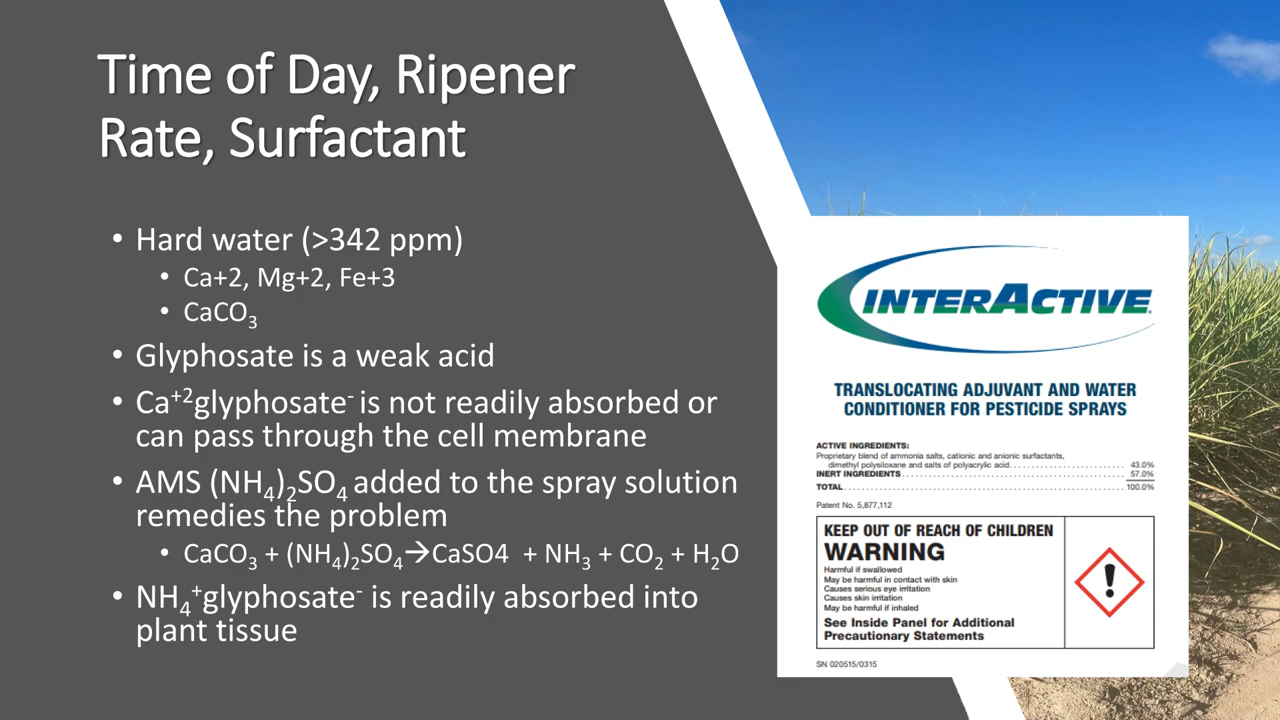 Time of Day, Ripener
Rate, Surfactant
• Hard water (>342 ppm)
• Ca+2, Mg+2, Fe+3
• CaCO₃
• Glyphosate is a weak acid
• Ca⁺²glyphosate⁻ is not readily absorbed or
can pass through the cell membrane
• AMS (NH₄)₂SO₄ added to the spray solution
remedies the problem
• CaCO₃ + (NH₄)₂SO₄→CaSO4 + NH₃ + CO₂ + H₂O
• NH₄⁺glyphosate⁻ is readily absorbed into
plant tissue
INTERACTIVE®
TRANSLOCATING ADJUVANT AND WATER
CONDITIONER FOR PESTICIDE SPRAYS
ACTIVE INGREDIENTS:
Proprietary blend of ammonia salts, cationic and anionic surfactants,
dimethyl polysiloxane and salts of polyacrylic acid. . . . . . . . . . . . . . . . . . . . . . . . . . 43.0%
INERT INGREDIENTS . . . . . . . . . . . . . . . . . . . . . . . . . . . . . . . . . . . . . . . . . . . . . . . . 57.0%
TOTAL. . . . . . . . . . . . . . . . . . . . . . . . . . . . . . . . . . . . . . . . . . . . . . . . . . . . . . . . . . . 100.0%
Patent No. 5,877,112
KEEP OUT OF REACH OF CHILDREN
WARNING
Harmful if swallowed
May be harmful in contact with skin
Causes serious eye irritation
Causes skin irritation
May be harmful if inhaled
See Inside Panel for Additional
Precautionary Statements
!
SN 020515/0315